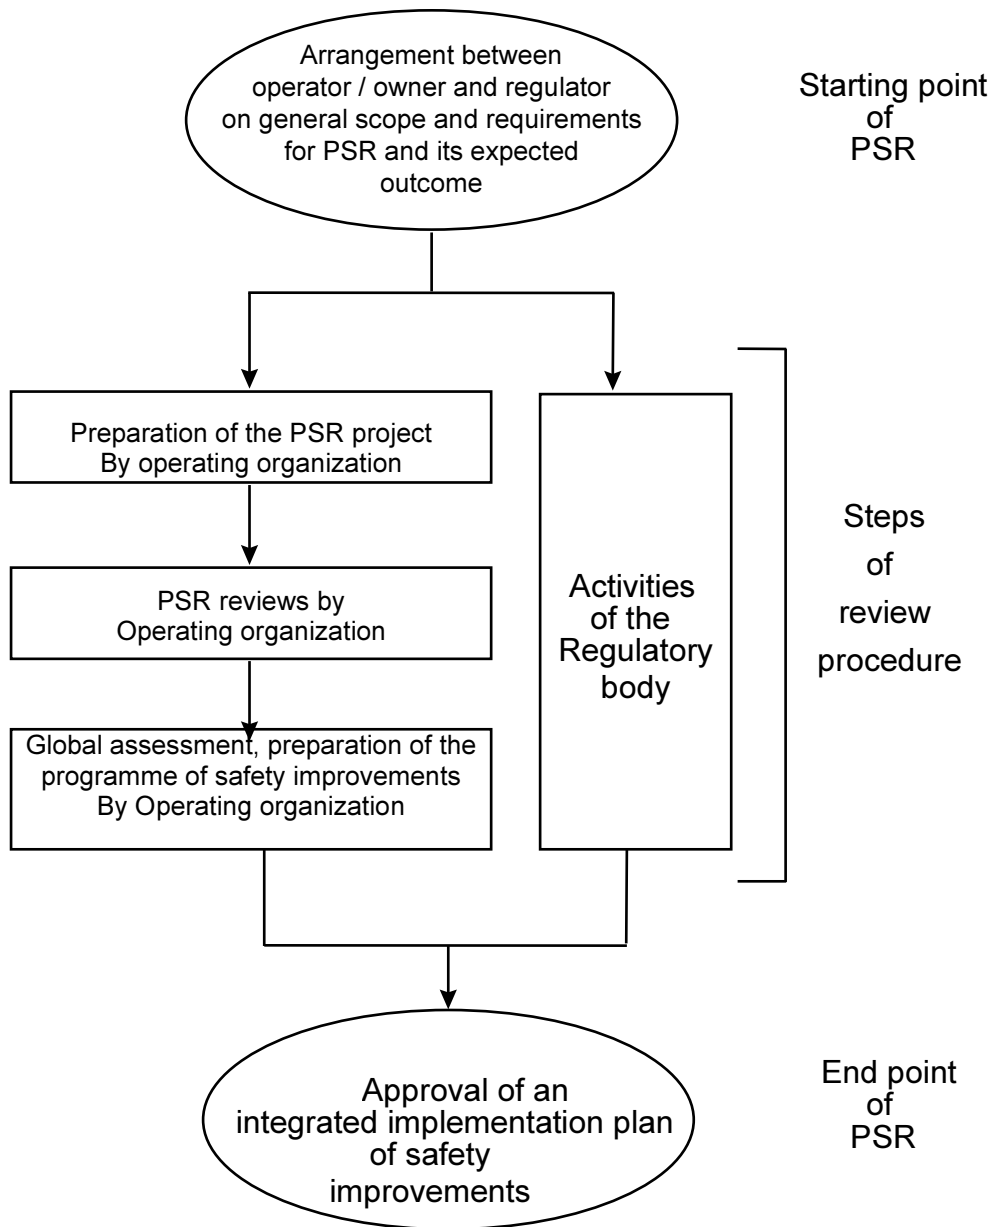 Arrangement between
operator / owner and regulator
on general scope and requirements
for PSR and its expected
outcome
Starting point
of
PSR
Preparation of the PSR project
By operating organization
PSR reviews by
Operating organization
Global assessment, preparation of the
programme of safety improvements
By Operating organization
Activities
of the
Regulatory
body
Steps
of
review
procedure
Approval of an
integrated implementation plan
of safety
improvements
End point
of
PSR